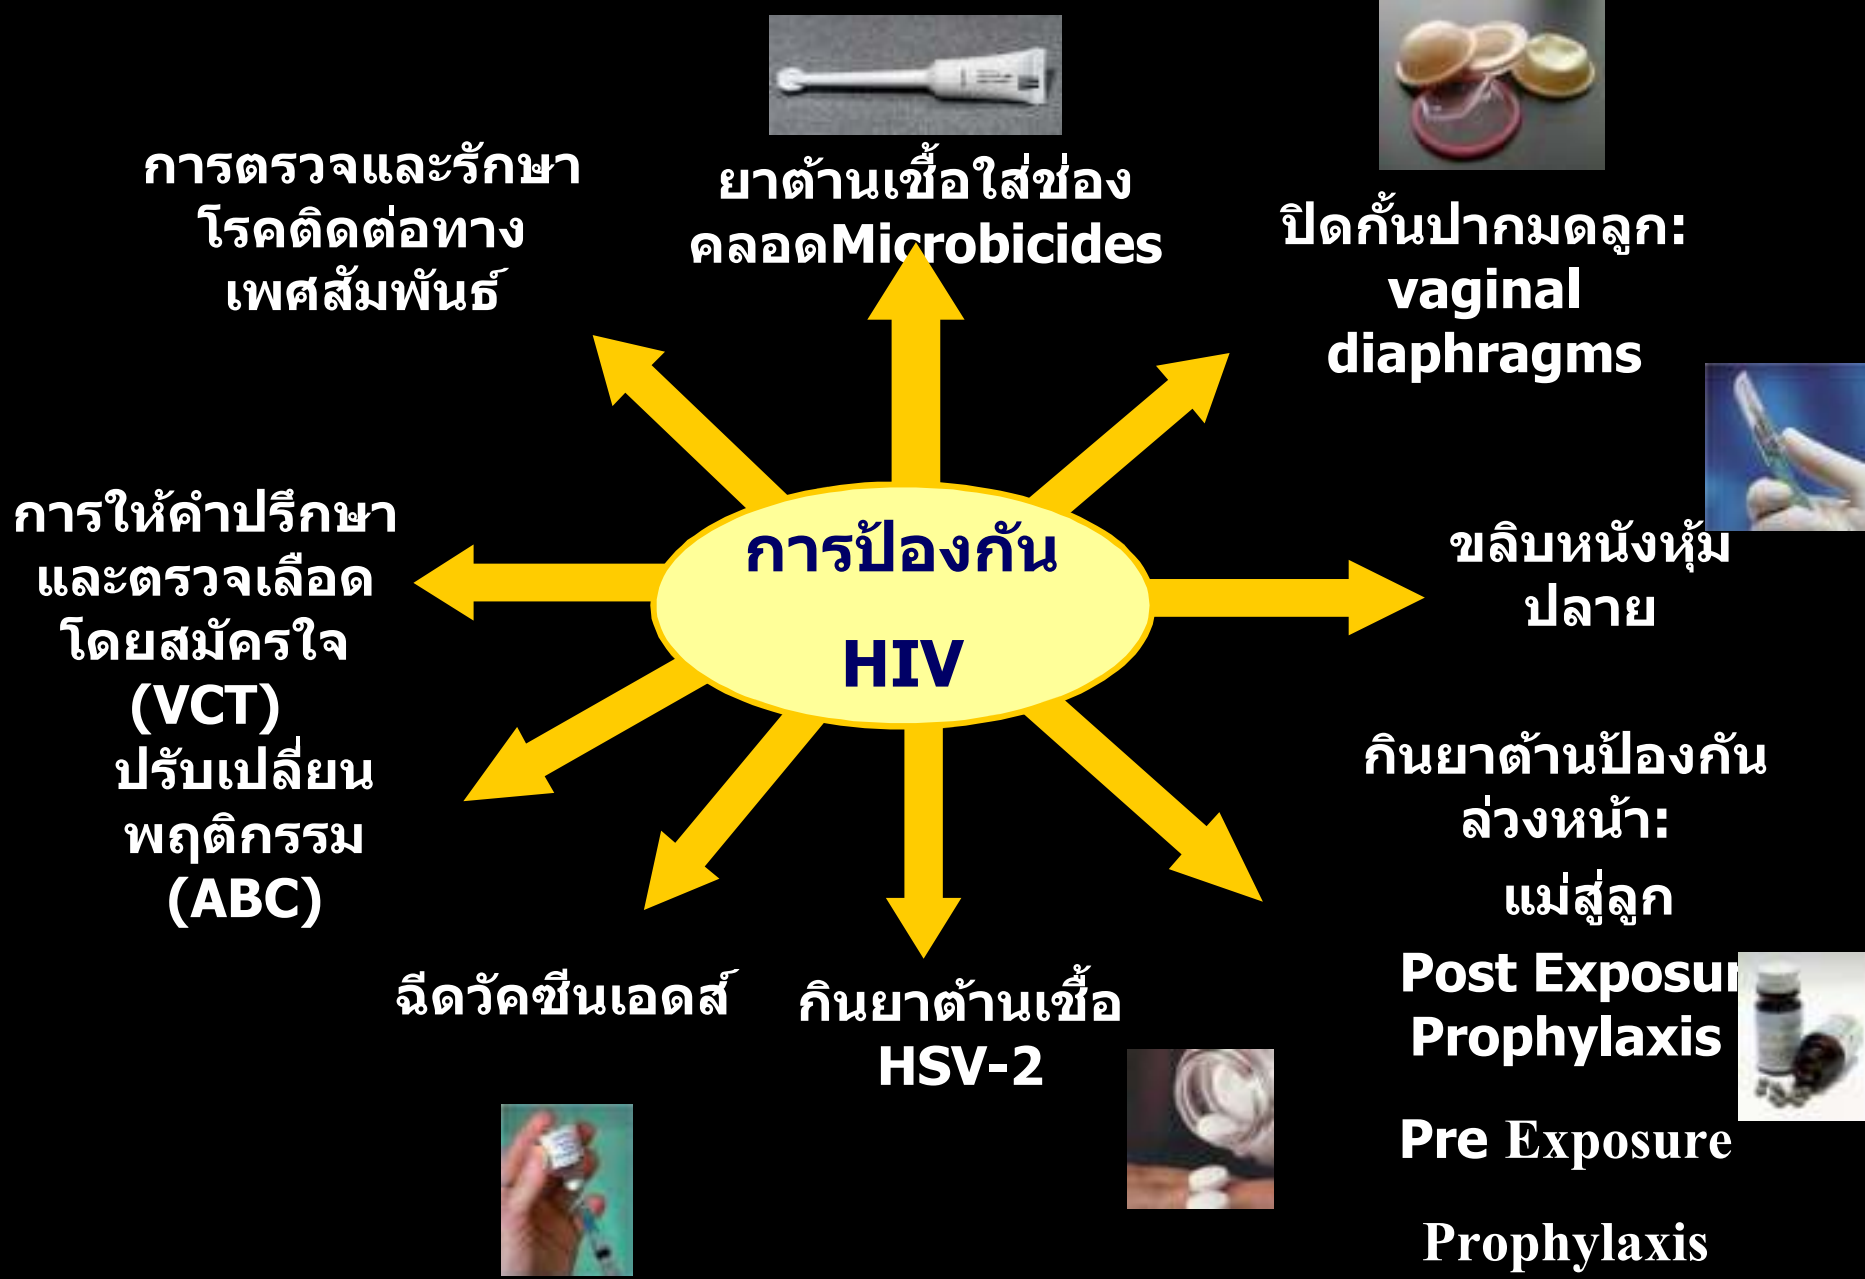 การตรวจและรักษา
โรคติดต่อทาง
เพศสัมพันธ์
ยาต้านเชื้อใส่ช่อง
คลอดMicrobicides
ปิดกั้นปากมดลูก:
vaginal
diaphragms
การให้คำปรึกษา
และตรวจเลือด
โดยสมัครใจ
(VCT)
ปรับเปลี่ยน
พฤติกรรม
(ABC)
การป้องกัน
HIV
ขลิบหนังหุ้ม
ปลาย
กินยาต้านป้องกัน
ล่วงหน้า:
แม่สู่ลูก
Post Exposur
Prophylaxis
Pre Exposure
Prophylaxis
ฉีดวัคซีนเอดส์
กินยาต้านเชื้อ
HSV-2